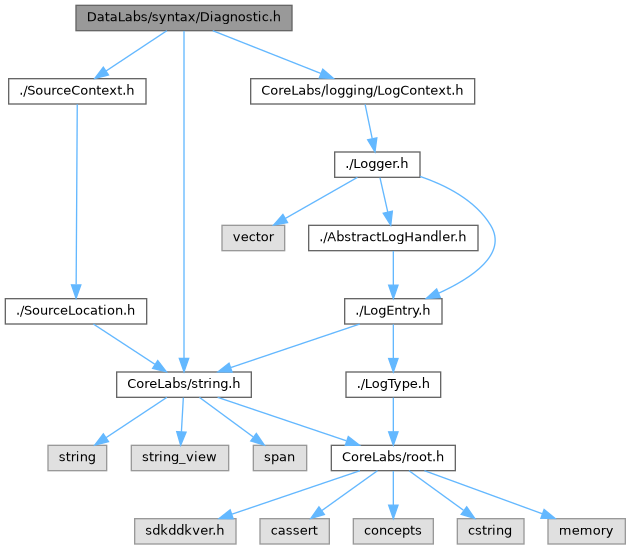 DataLabs/syntax/Diagnostic.h
./SourceContext.h
CoreLabs/logging/LogContext.h
./Logger.h
vector
./AbstractLogHandler.h
./SourceLocation.h
./LogEntry.h
CoreLabs/string.h
./LogType.h
string
string_view
span
CoreLabs/root.h
sdkddkver.h
cassert
concepts
cstring
memory